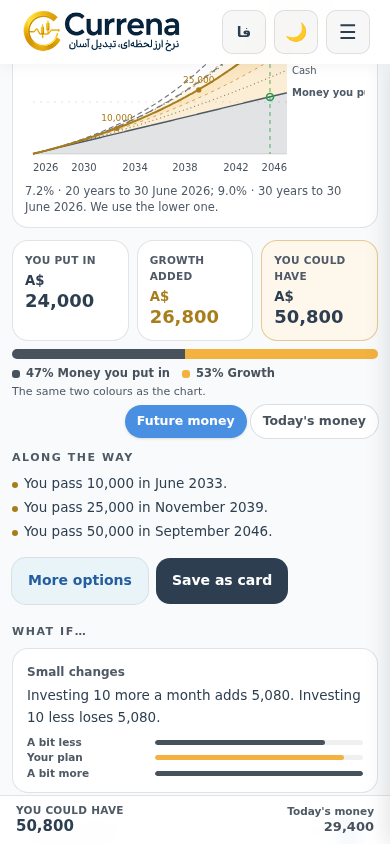 Currena
نرخ ارز لحظه‌ای، تبدیل آسان
فا
25,000
10,000
Cash
2026 2030 2034 2038 2042 2046
7.2% · 20 years to 30 June 2026; 9.0% · 30 years to 30
June 2026. We use the lower one.
YOU PUT IN
A$
24,000
GROWTH
ADDED
A$
26,800
YOU COULD
HAVE
A$
50,800
47% Money you put in 53% Growth
The same two colours as the chart.
Future money Today's money
ALONG THE WAY
You pass 10,000 in June 2033.
You pass 25,000 in November 2039.
You pass 50,000 in September 2046.
More options Save as card
WHAT IF…
Small changes
Investing 10 more a month adds 5,080. Investing
10 less loses 5,080.
A bit less
Your plan
A bit more
YOU COULD HAVE
50,800
Today's money
29,400